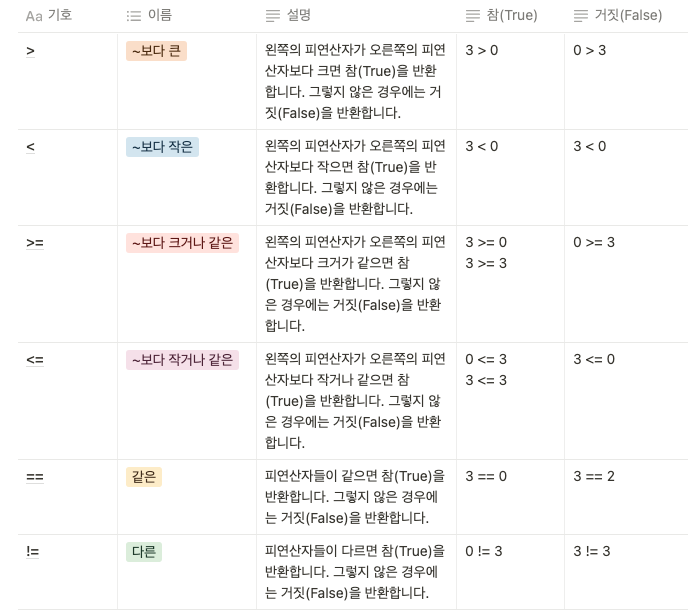 Aa 기호 이름 설명 참(True) 거짓(False)
> ~보다 큰 왼쪽의 피연산자가 오른쪽의 피연 3 > 0 0 > 3
산자보다 크면 참(True)을 반환
합니다. 그렇지 않은 경우에는 거
짓(False)을 반환합니다.
< ~보다 작은 왼쪽의 피연산자가 오른쪽의 피연 3 < 0 3 < 0
산자보다 작으면 참(True)을 반
환합니다. 그렇지 않은 경우에는
거짓(False)을 반환합니다.
>= ~보다 크거나 같은 왼쪽의 피연산자가 오른쪽의 피연 3 >= 0 0 >= 3
산자보다 크거가 같으면 참 3 >= 3
(True)을 반환합니다. 그렇지 않
은 경우에는 거짓(False)을 반환
합니다.
<= ~보다 작거나 같은 왼쪽의 피연산자가 오른쪽의 피연 0 <= 3 3 <= 0
산자보다 작거나 같으면 참 3 <= 3
(True)을 반환합니다. 그렇지 않
은 경우에는 거짓(False)을 반환
합니다.
== 같은 피연산자들이 같으면 참(True)을 3 == 0 3 == 2
반환합니다. 그렇지 않은 경우에
는 거짓(False)을 반환합니다.
!= 다른 피연산자들이 다르면 참(True)을 0 != 3 3 != 3
반환합니다. 그렇지 않은 경우에
는 거짓(False)을 반환합니다.